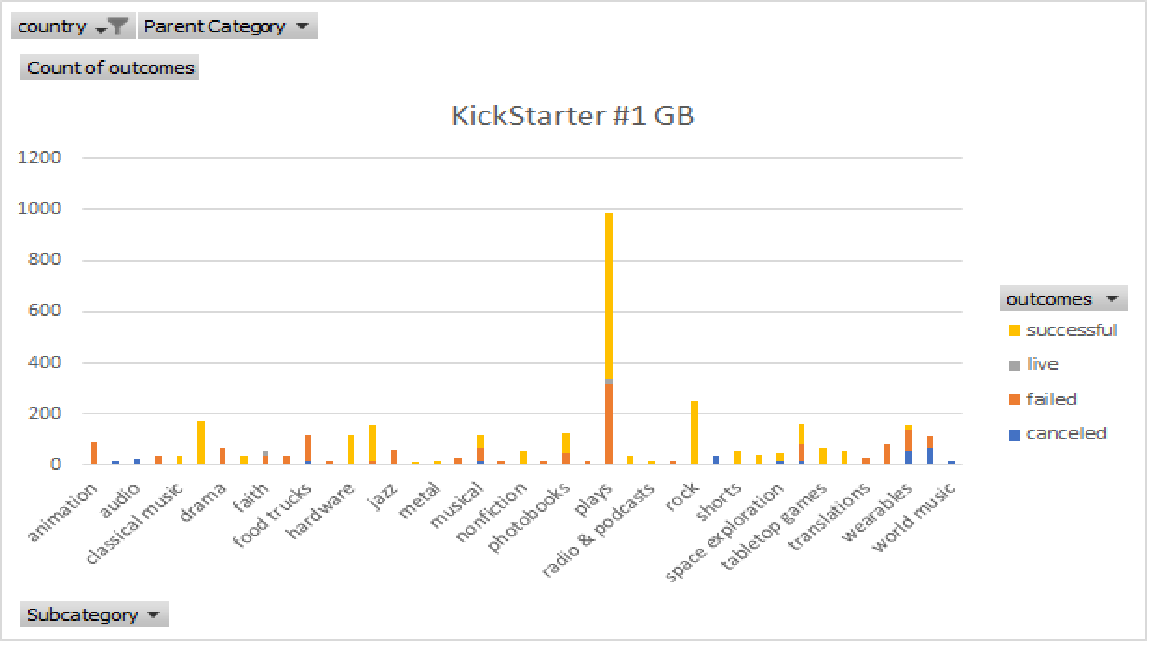 country Parent Category
Count of outcomes
KickStarter #1 GB
1200
1000
800
600
400
200
0
outcomes
successful
live
failed
canceled
animation
audio
classical music
drama
faith
food trucks
hardware
jazz
metal
musical
nonfiction
photobooks
plays
radio & podcasts
rock
shorts
space exploration
tabletop games
translations
wearables
world music
Subcategory